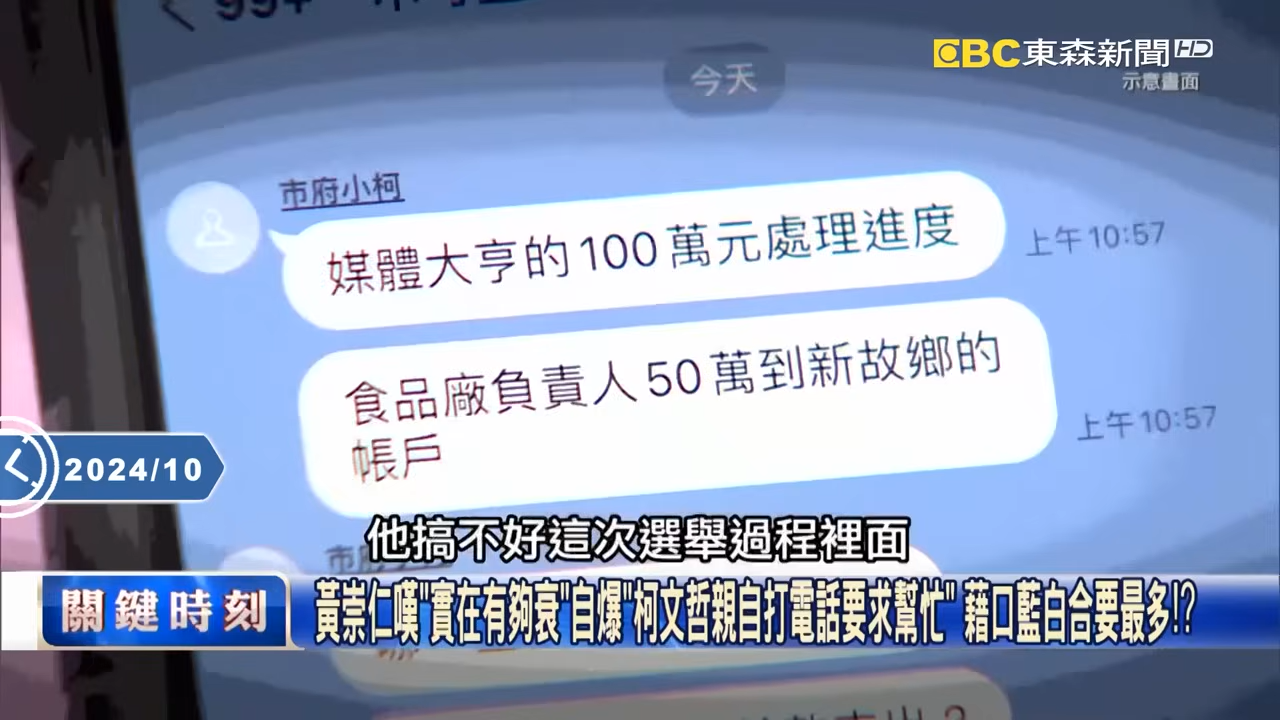 99+
EBC東森新聞HD
示意畫面
今天
市府小柯
媒體大亨的100萬元處理進度
上午10:57
食品廠負責人50萬到新故鄉的
帳戶
上午10:57
2024/10
他搞不好這次選舉過程裡面
關鍵時刻
黃崇仁嘆"實在有夠衰"自爆"柯文哲親自打電話要求幫忙" 藉口藍白合要最多!?